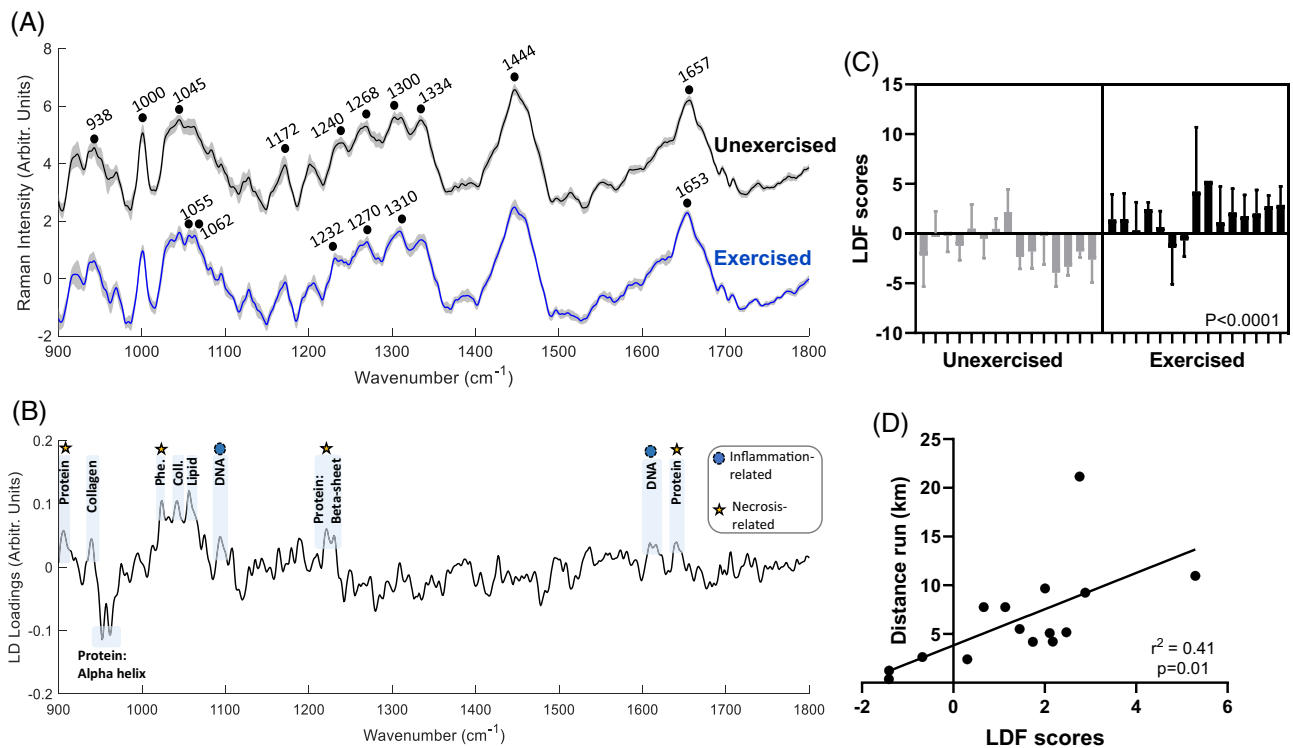 (A)
Raman Intensity (Arbitr. Units)
8
6
4
2
0
-2
938
1000
1045
1172
1240
1268
1300
1334
1444
1657
Unexercised
1055
1062
1232
1270
1310
1653
Exercised
900 1000 1100 1200 1300 1400 1500 1600 1700 1800
Wavenumber (cm-1)
(B)
LD Loadings (Arbitr. Units)
0.2
0.1
0
-0.1
-0.2
Protein
Collagen
Phe.
Coll.
Lipid
DNA
Protein:
Beta-sheet
DNA
Protein
Protein:
Alpha helix
Inflammation-
related
Necrosis-
related
900 1000 1100 1200 1300 1400 1500 1600 1700 1800
Wavenumber (cm-1)
(C)
LDF scores
15
10
5
0
-5
-10
P<0.0001
Unexercised Exercised
(D)
Distance run (km)
25
20
15
10
5
r2 = 0.41
p=0.01
-2 0 2 4 6
LDF scores